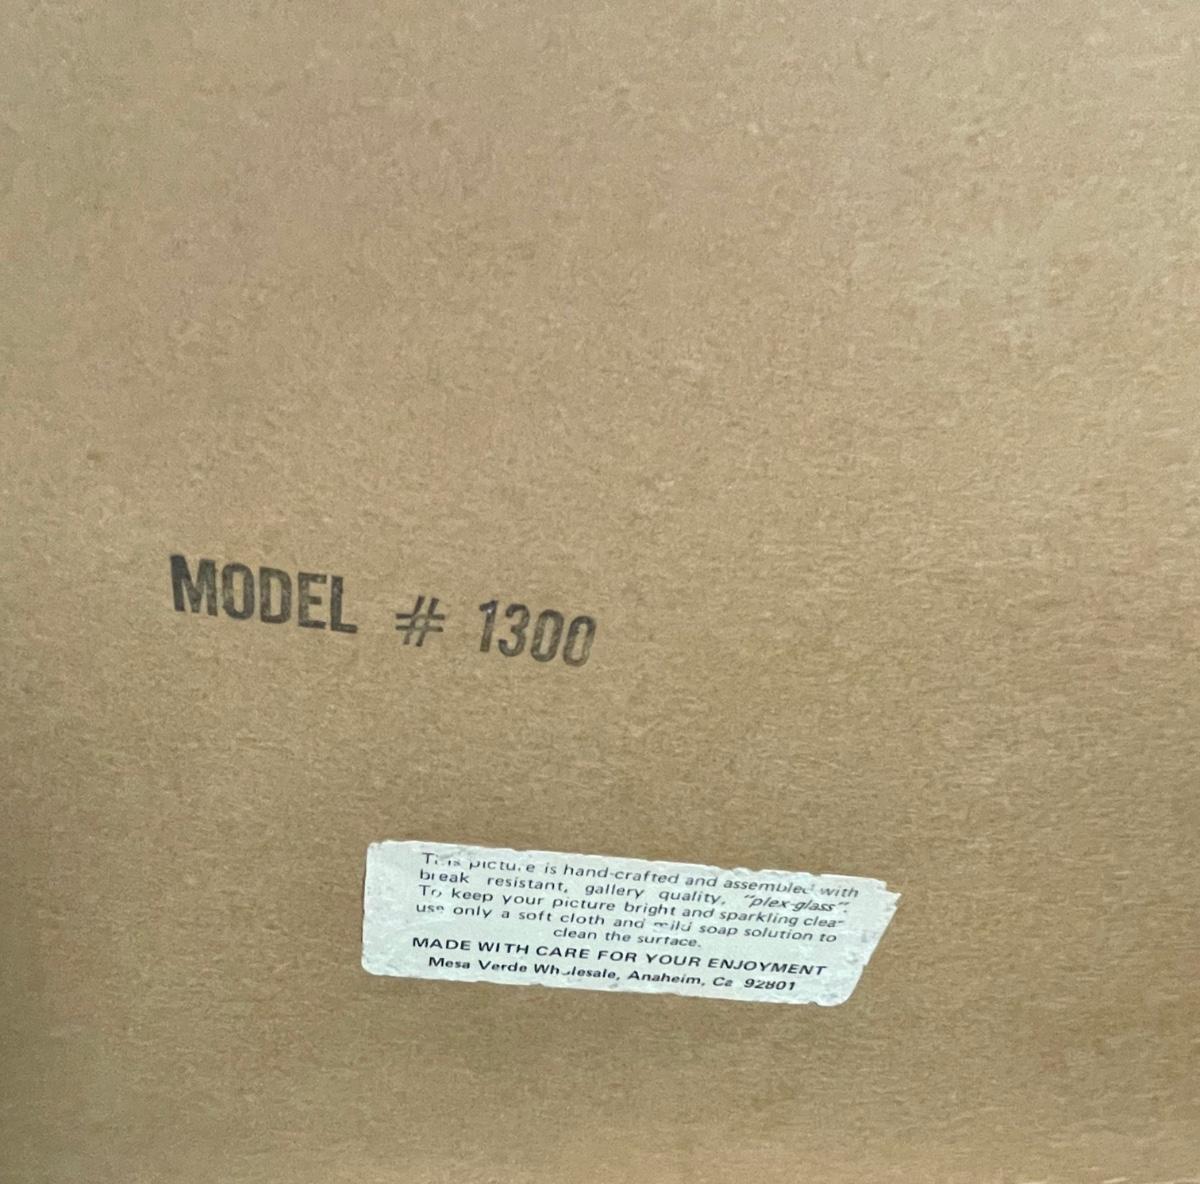 MODEL # 1300
This picture is hand-crafted and assembled with
break resistant, gallery quality, "plex-glass".
To keep your picture bright and sparkling clear
use only a soft cloth and mild soap solution to
clean the surface.
MADE WITH CARE FOR YOUR ENJOYMENT
Mesa Verde Wholesale, Anaheim, Ca 92801